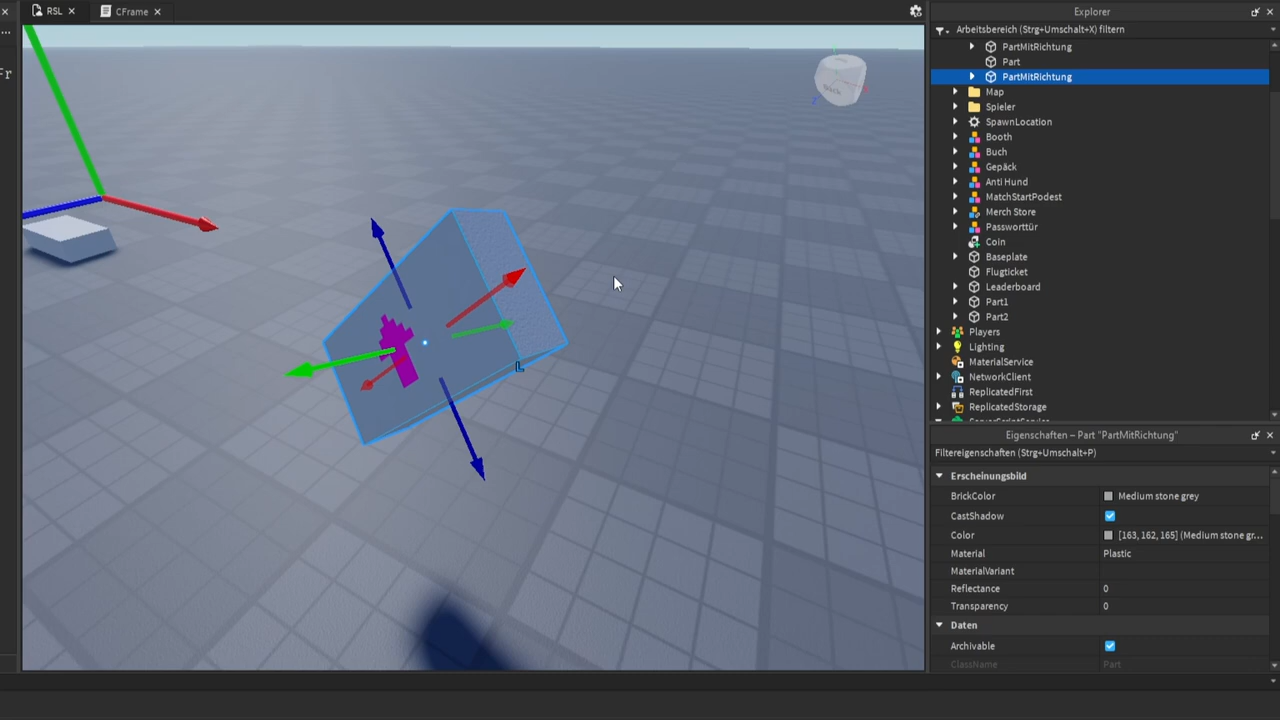 RSL
CFrame
Fr
L
Explorer
Arbeitsbereich (Strg+Umschalt+X) filtern
PartMitRichtung
Part
PartMitRichtung
Map
Spieler
SpawnLocation
Booth
Buch
Gepäck
Anti Hund
MatchStartPodest
Merch Store
Passworttür
Coin
Baseplate
Flugticket
Leaderboard
Part1
Part2
Players
Lighting
MaterialService
NetworkClient
ReplicatedFirst
ReplicatedStorage
Eigenschaften – Part "PartMitRichtung"
Filtereigenschaften (Strg+Umschalt+P)
Erscheinungsbild
BrickColor Medium stone grey
CastShadow
Color [163, 162, 165] (Medium stone gr...
Material Plastic
MaterialVariant
Reflectance 0
Transparency 0
Daten
Archivable
ClassName Part